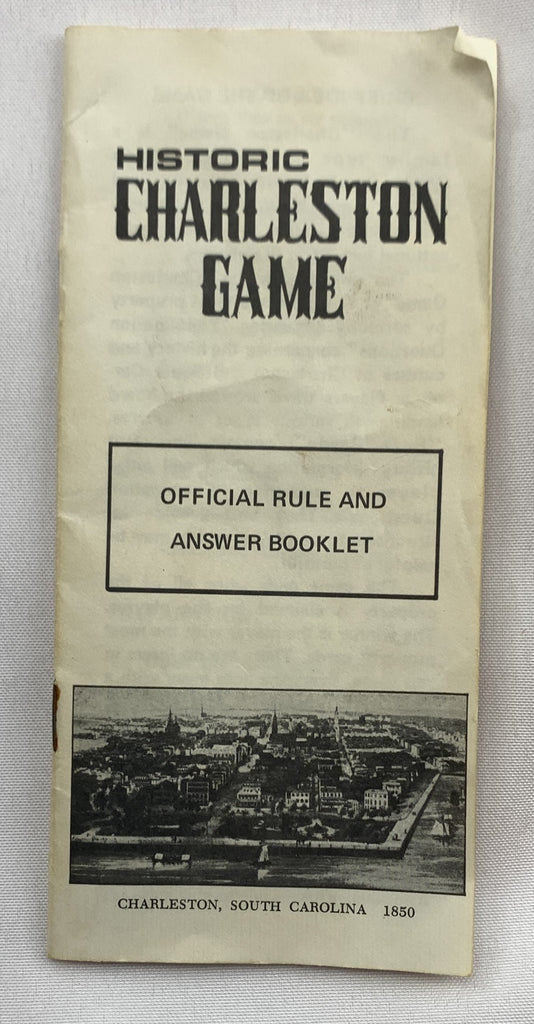 HISTORIC
CHARLESTON
GAME
OFFICIAL RULE AND
ANSWER BOOKLET
CHARLESTON, SOUTH CAROLINA 1850